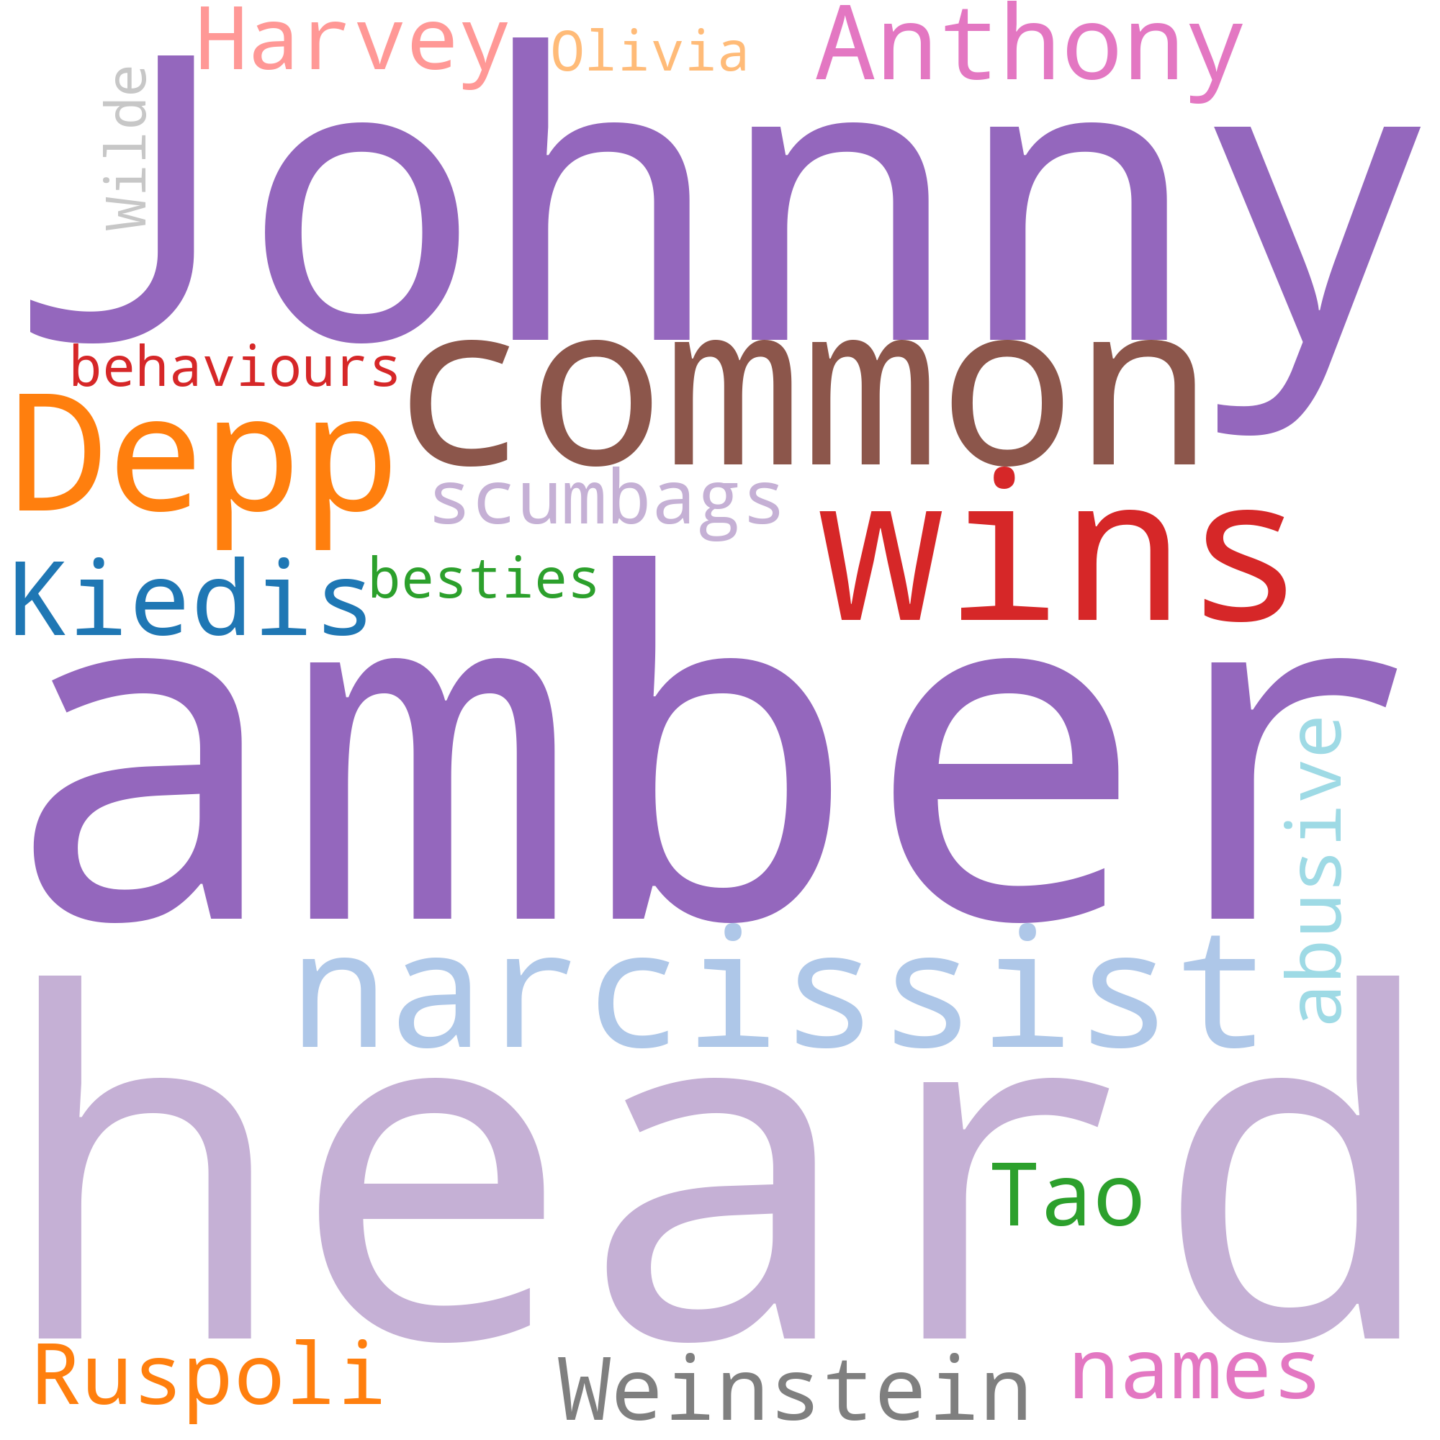 Harvey
Olivia
Anthony
Wilde
Johnny
behaviours
common
Depp
scumbags
wins
Kiedis
besties
amber
abusive
narcissist
heard
Tao
Ruspoli
Weinstein
names